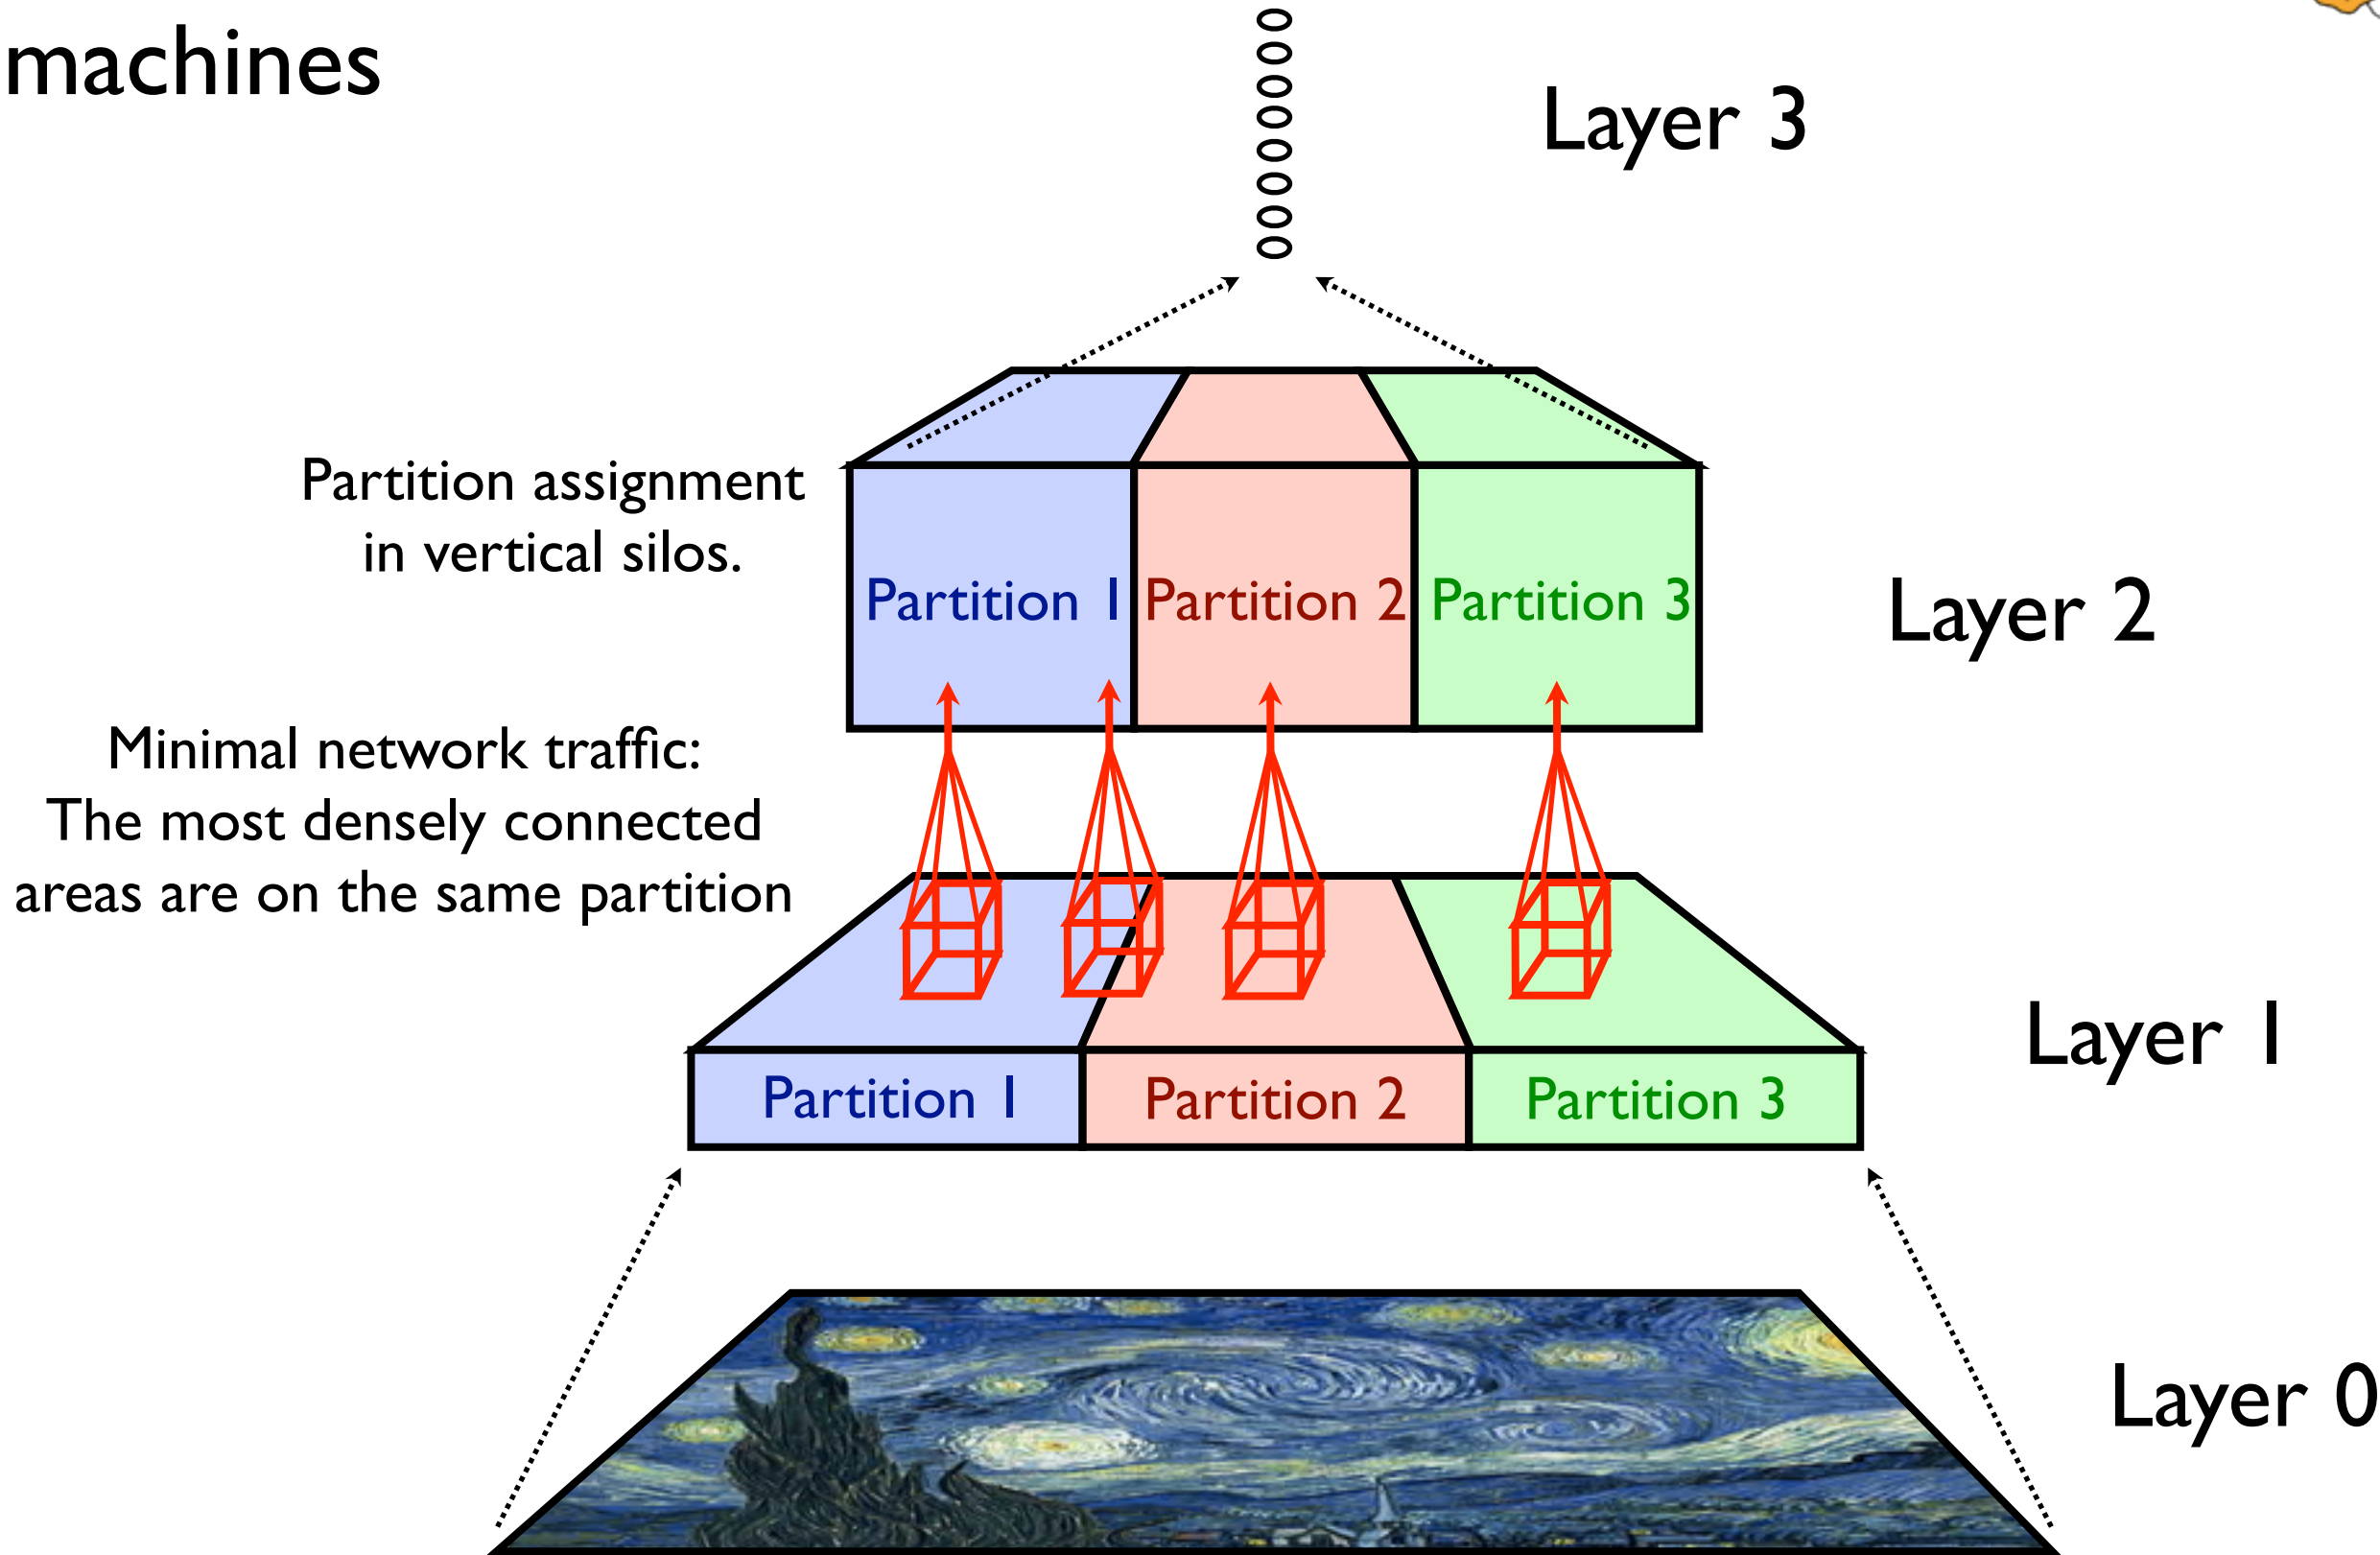 machines
Layer 3
Partition assignment
in vertical silos.
Partition 1
Partition 2
Partition 3
Layer 2
Minimal network traffic:
The most densely connected
areas are on the same partition
Layer 1
Partition 1
Partition 2
Partition 3
Layer 0